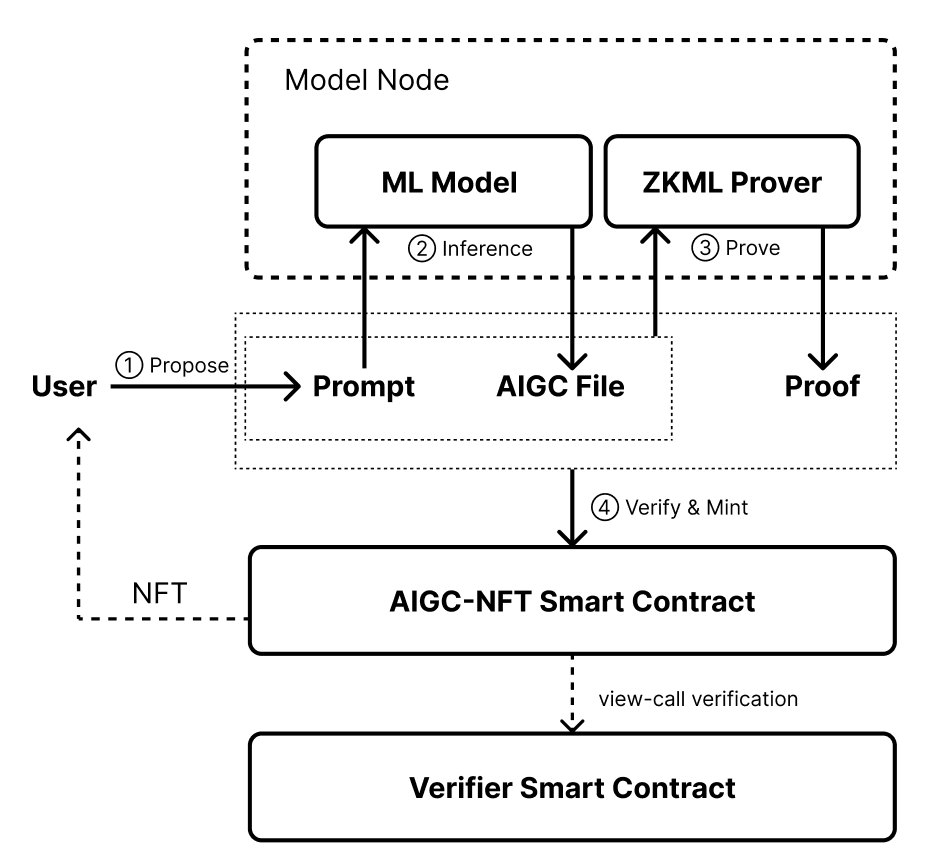 Model Node
ML Model
ZKML Prover
② Inference
③ Prove
① Propose
User
Prompt
AIGC File
Proof
④ Verify & Mint
NFT
AIGC-NFT Smart Contract
view-call verification
Verifier Smart Contract